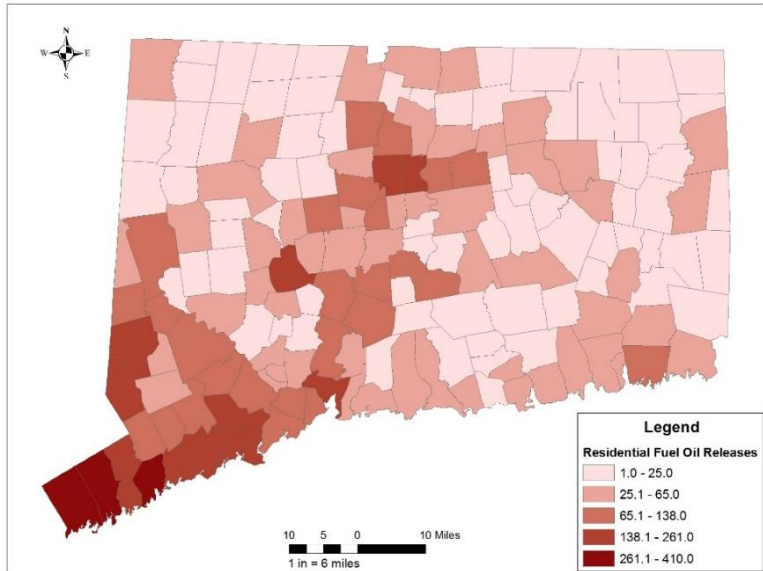 N
W E
S
Legend
Residential Fuel Oil Releases
1.0 - 25.0
25.1 - 65.0
65.1 - 138.0
138.1 - 261.0
261.1 - 410.0
10 5 0 10 Miles
1 in = 6 miles